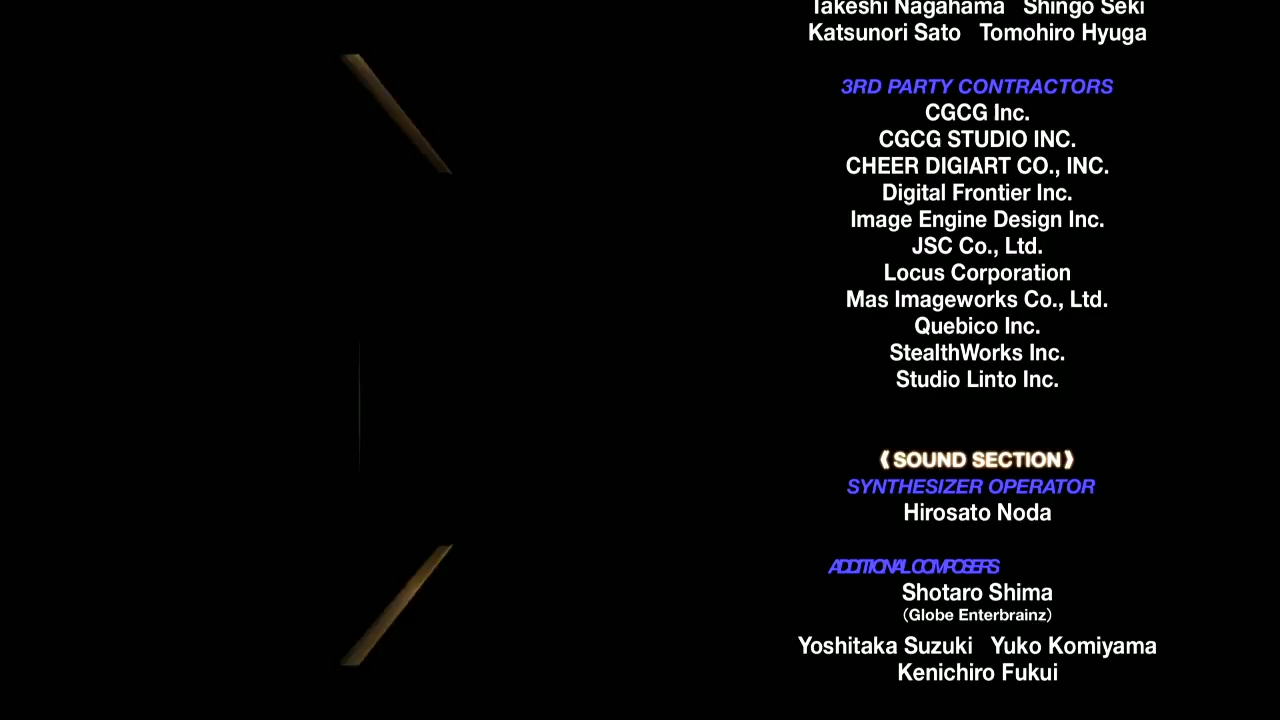 Takeshi Nagahama   Shingo Seki
Katsunori Sato   Tomohiro Hyuga
3RD PARTY CONTRACTORS
CGCG Inc.
CGCG STUDIO INC.
CHEER DIGIART CO., INC.
Digital Frontier Inc.
Image Engine Design Inc.
JSC Co., Ltd.
Locus Corporation
Mas Imageworks Co., Ltd.
Quebico Inc.
StealthWorks Inc.
Studio Linto Inc.
《SOUND SECTION》
SYNTHESIZER OPERATOR
Hirosato Noda
ADDITIONAL COMPOSERS
Shotaro Shima
(Globe Enterbrainz)
Yoshitaka Suzuki   Yuko Komiyama
Kenichiro Fukui